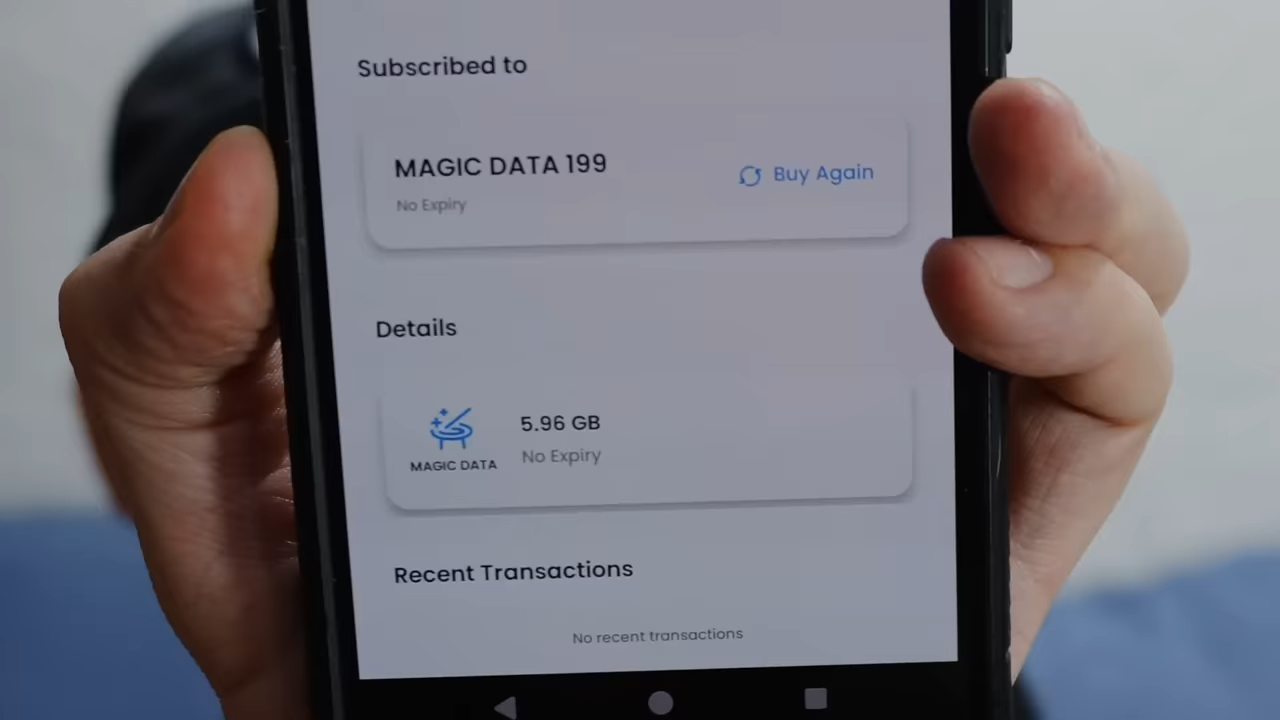 Subscribed to
MAGIC DATA 199
Buy Again
No Expiry
Details
5.96 GB
MAGIC DATA
No Expiry
Recent Transactions
No recent transactions